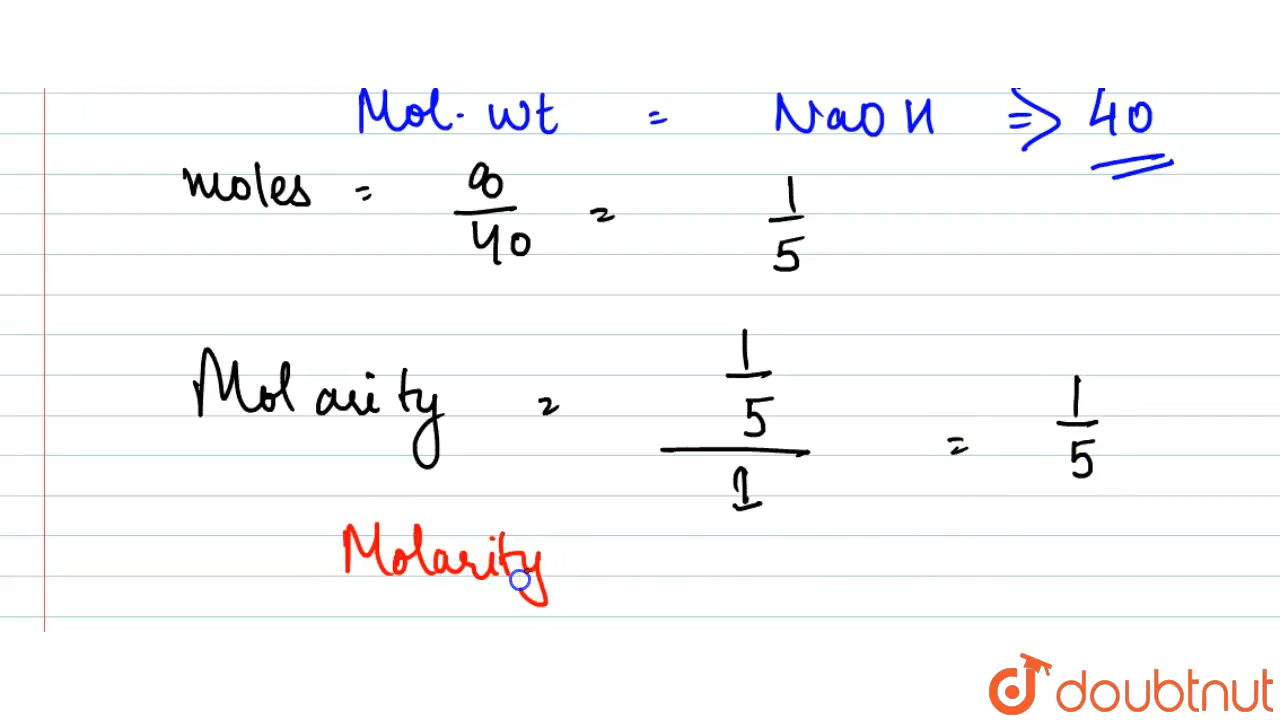 Mol. wt = NaOH ⇒ 40
moles = 8/40 = 1/5
Molarity = (1/5)/1 = 1/5
Molarity
doubtnut